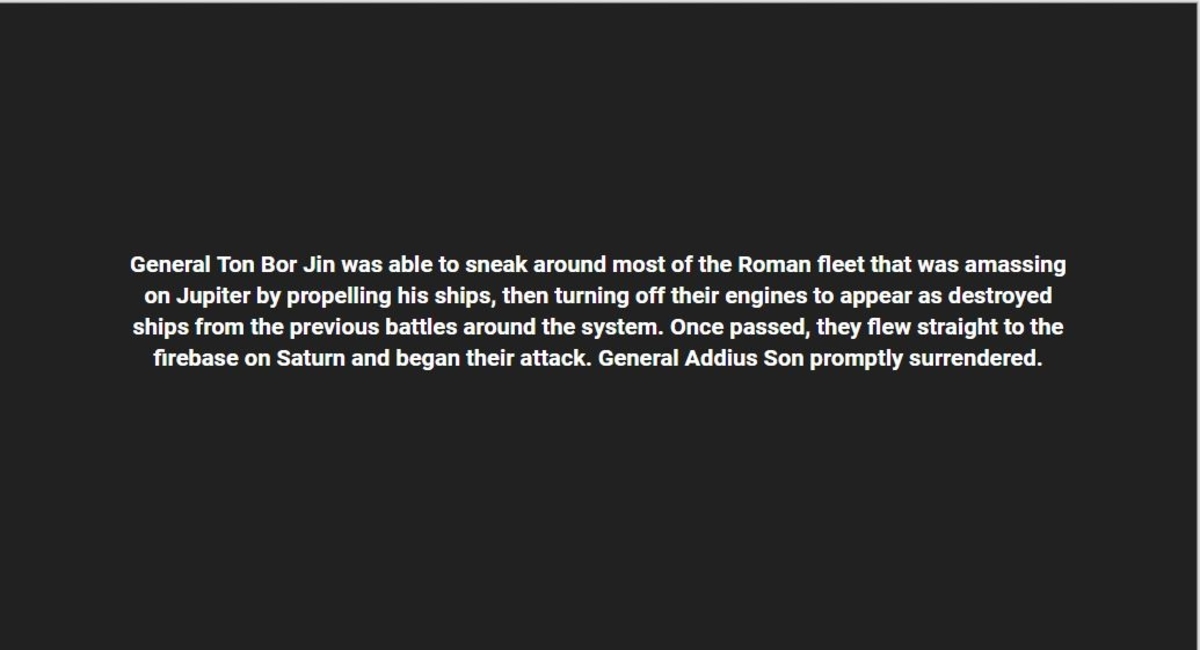 General Ton Bor Jin was able to sneak around most of the Roman fleet that was amassing
on Jupiter by propelling his ships, then turning off their engines to appear as destroyed
ships from the previous battles around the system. Once passed, they flew straight to the
firebase on Saturn and began their attack. General Addius Son promptly surrendered.